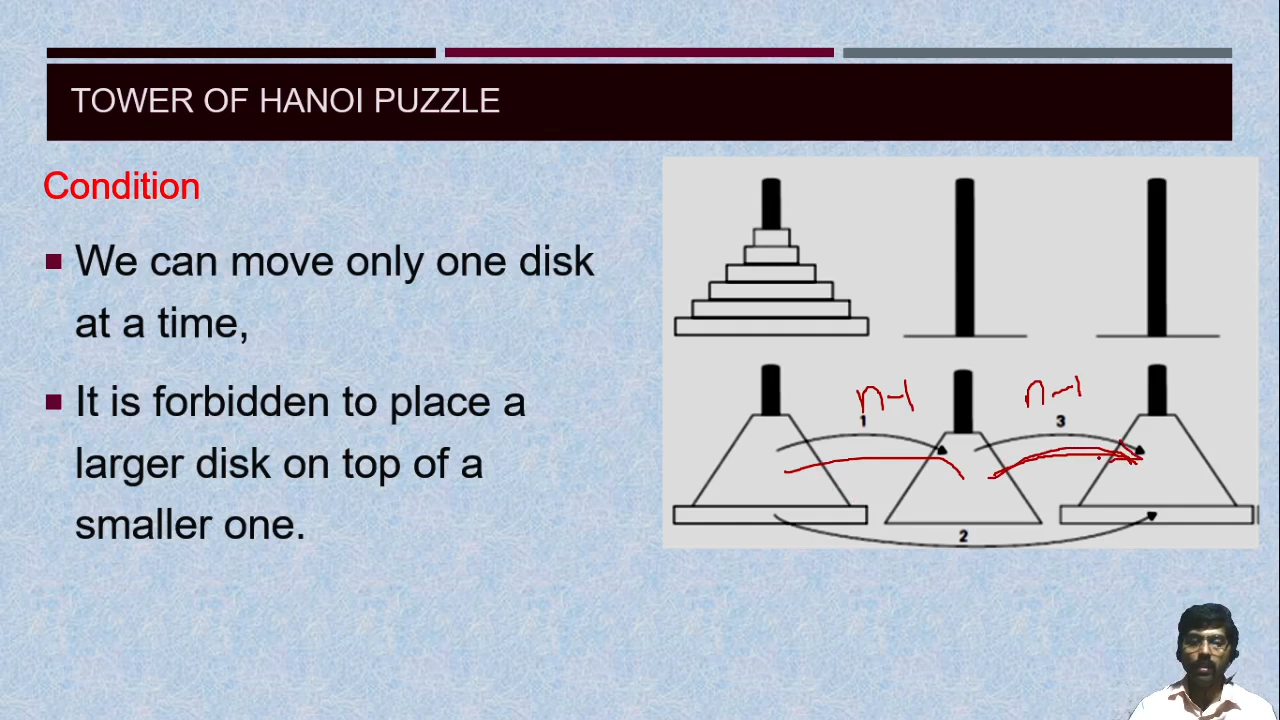 TOWER OF HANOI PUZZLE
Condition
We can move only one disk
at a time,
It is forbidden to place a
larger disk on top of a
smaller one.
n-1
n-1
1
3
2